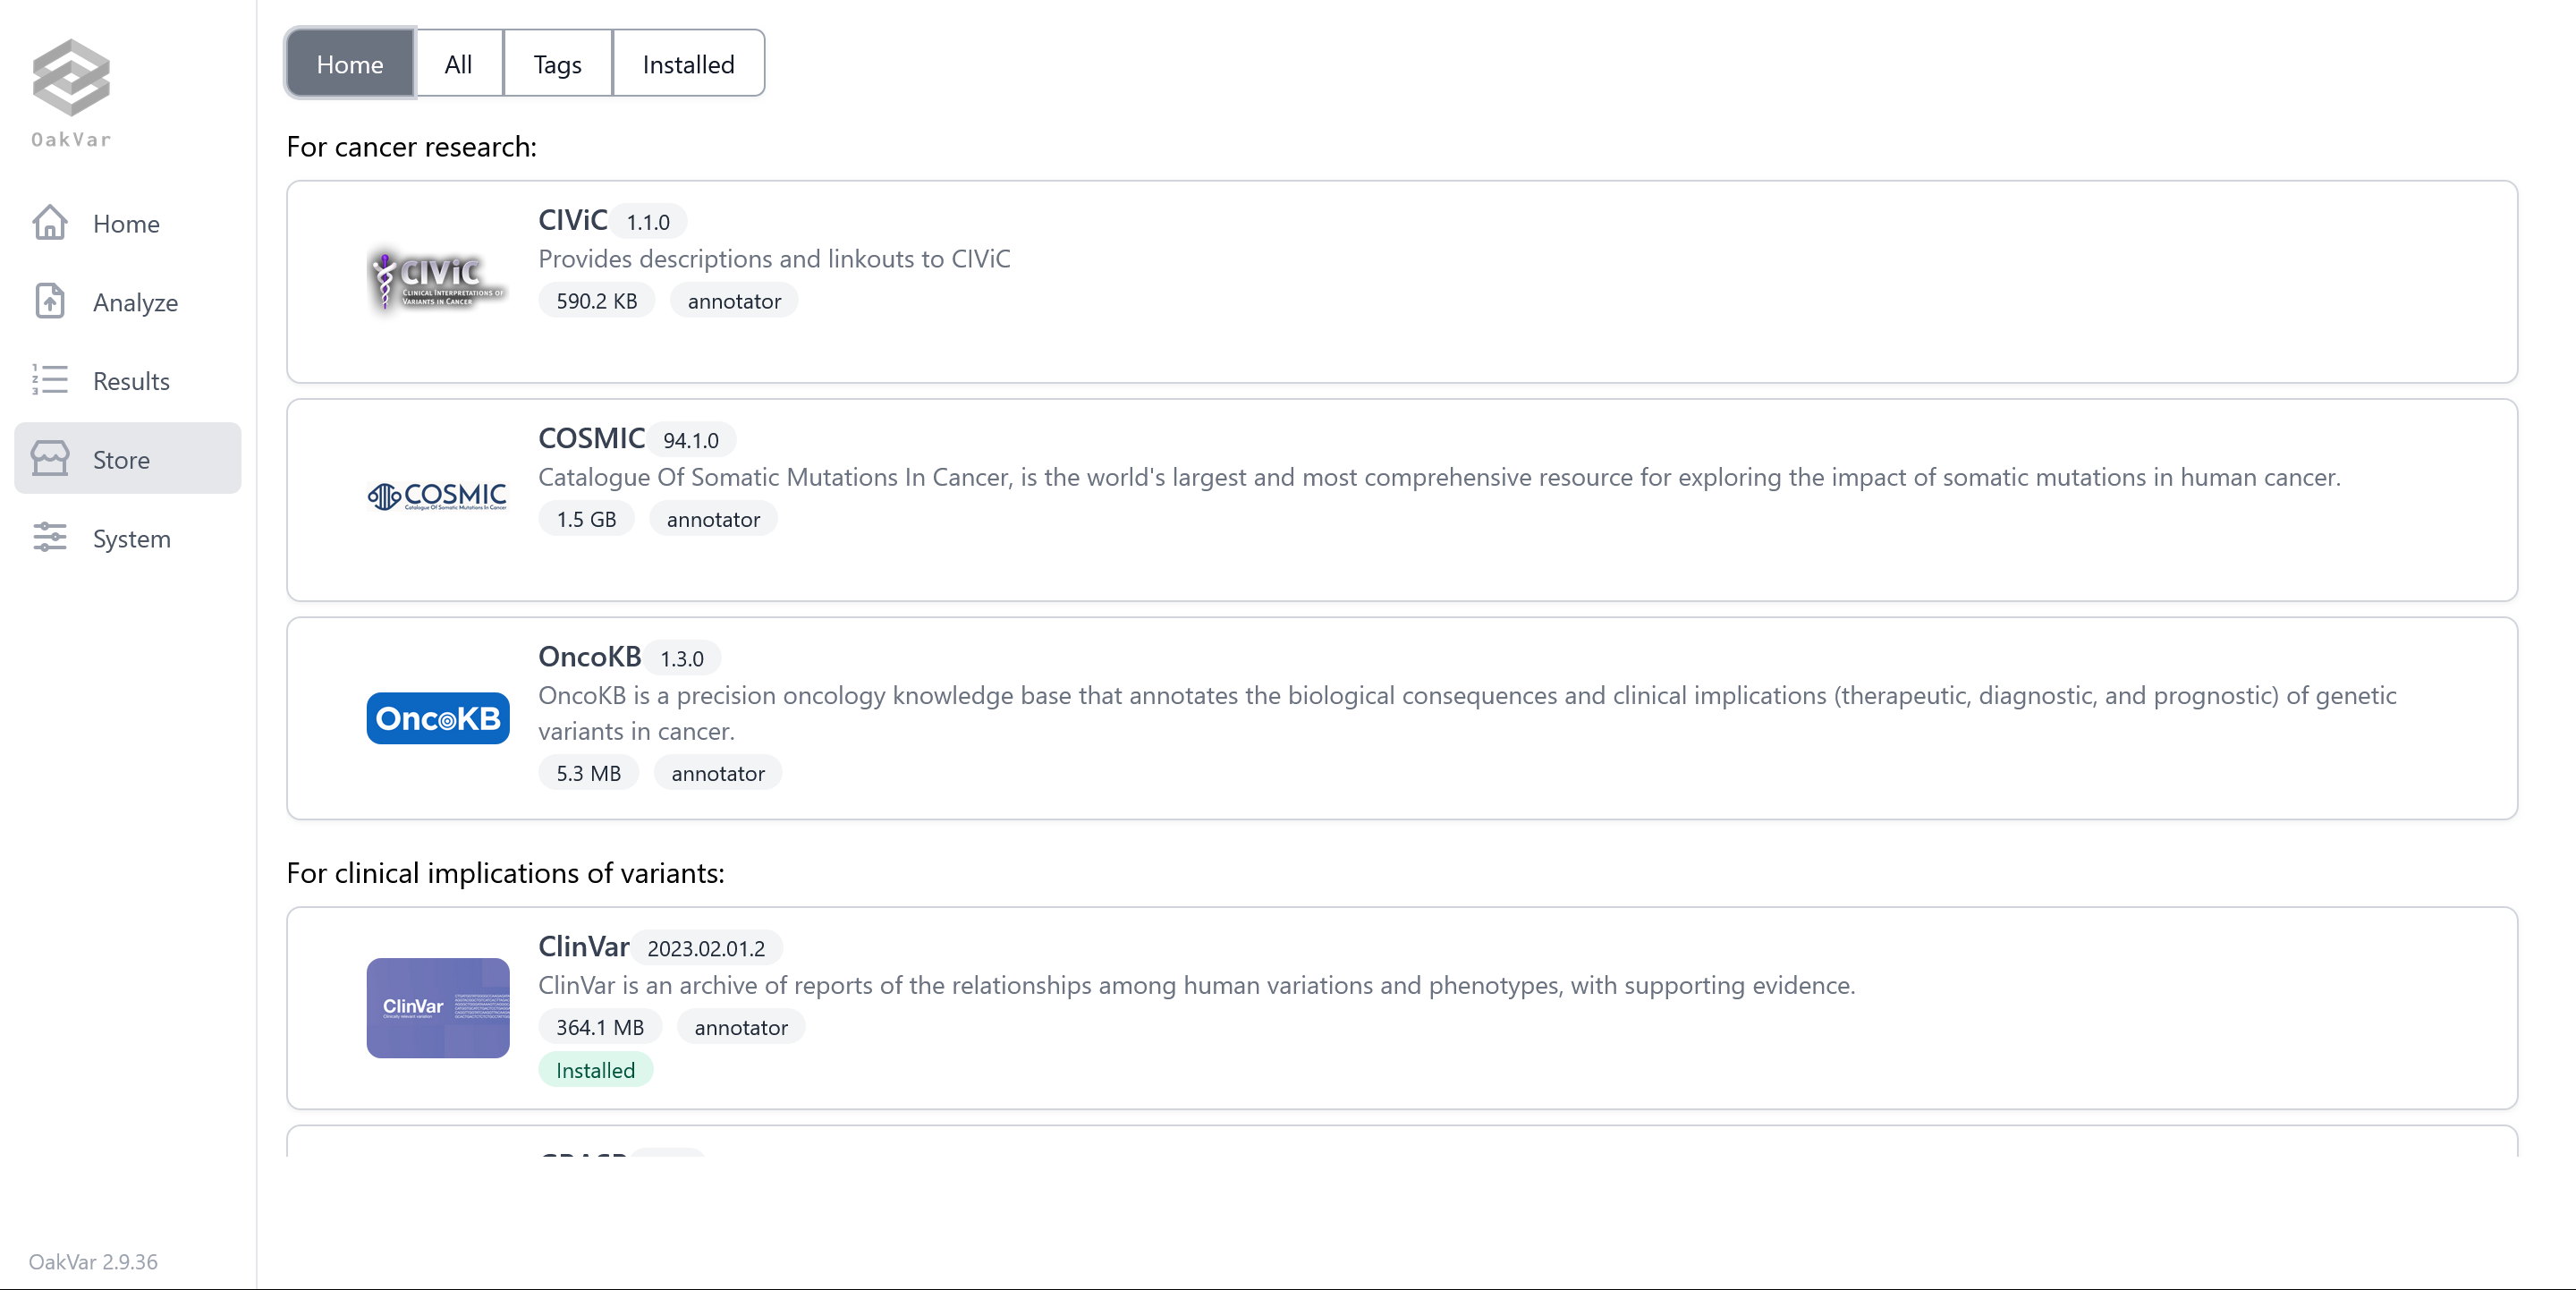 OakVar
Home
Analyze
Results
Store
System
OakVar 2.9.36
Home All Tags Installed
For cancer research:
CIViC
CLINICAL INTERPRETATIONS OF
VARIANTS IN CANCER
CIViC 1.1.0
Provides descriptions and linkouts to CIViC
590.2 KB annotator
COSMIC
Catalogue Of Somatic Mutations In Cancer
COSMIC 94.1.0
Catalogue Of Somatic Mutations In Cancer, is the world's largest and most comprehensive resource for exploring the impact of somatic mutations in human cancer.
1.5 GB annotator
OncoKB
OncoKB 1.3.0
OncoKB is a precision oncology knowledge base that annotates the biological consequences and clinical implications (therapeutic, diagnostic, and prognostic) of genetic
variants in cancer.
5.3 MB annotator
For clinical implications of variants:
ClinVar
Clinically relevant variation
ClinVar 2023.02.01.2
ClinVar is an archive of reports of the relationships among human variations and phenotypes, with supporting evidence.
364.1 MB annotator
Installed